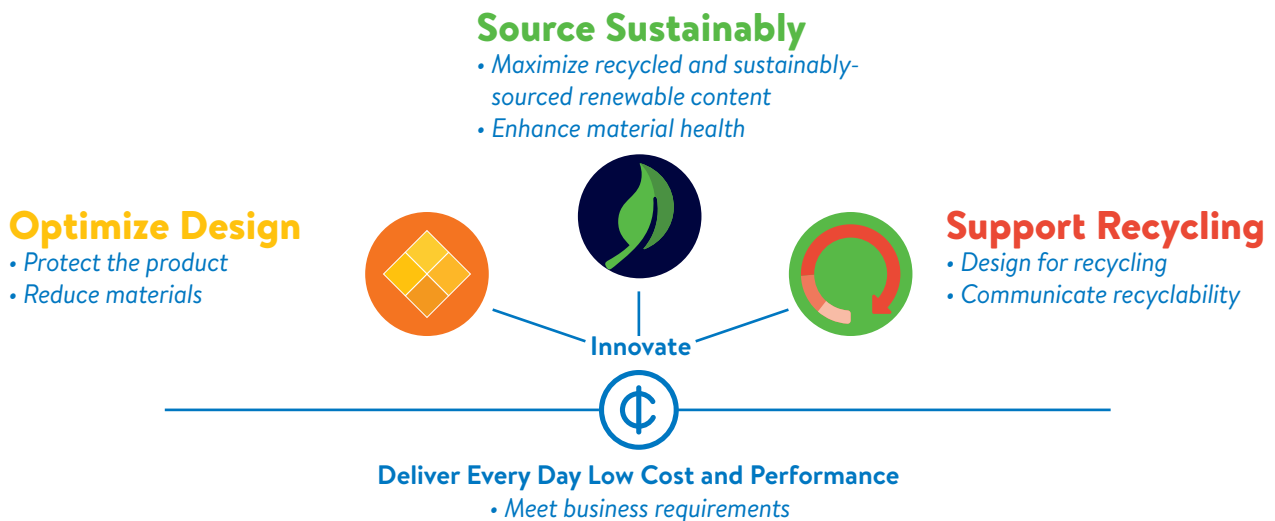 Source Sustainably
• Maximize recycled and sustainably-
sourced renewable content
• Enhance material health
Optimize Design
• Protect the product
• Reduce materials
Support Recycling
• Design for recycling
• Communicate recyclability
Innovate
₵
Deliver Every Day Low Cost and Performance
• Meet business requirements